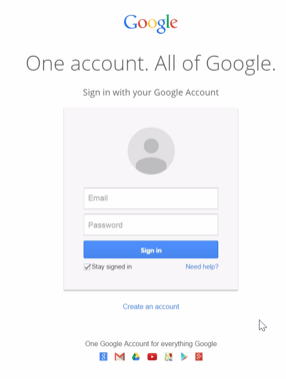 Google
One account. All of Google.
Sign in with your Google Account
Email
Password
Sign in
Stay signed in Need help?
Create an account
One Google Account for everything Google